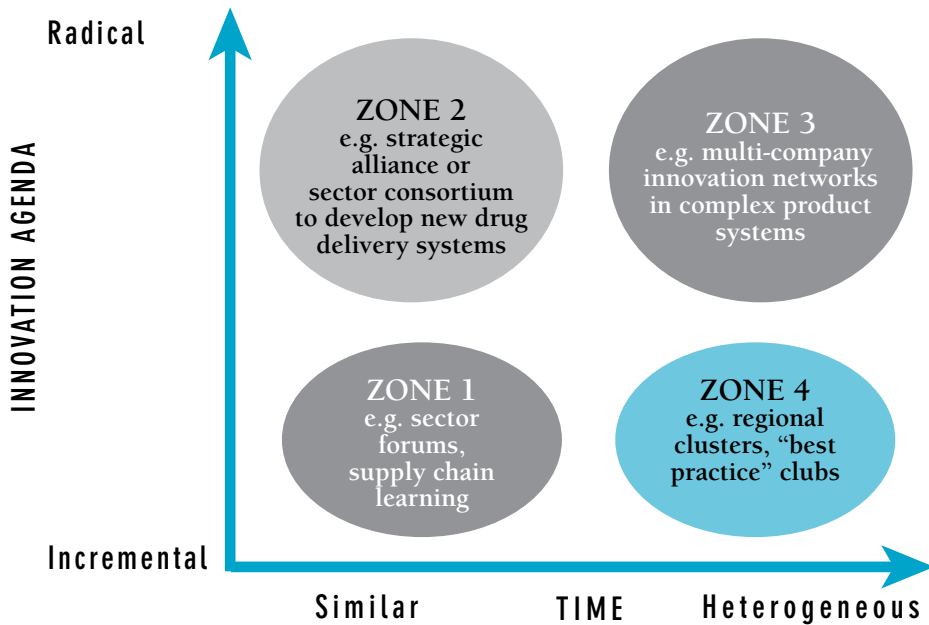 Radical
INNOVATION AGENDA
ZONE 2
e.g. strategic
alliance or
sector consortium
to develop new drug
delivery systems
ZONE 3
e.g. multi-company
innovation networks
in complex product
systems
ZONE 1
e.g. sector
forums,
supply chain
learning
ZONE 4
e.g. regional
clusters, “best
practice” clubs
Incremental
Similar
TIME
Heterogeneous